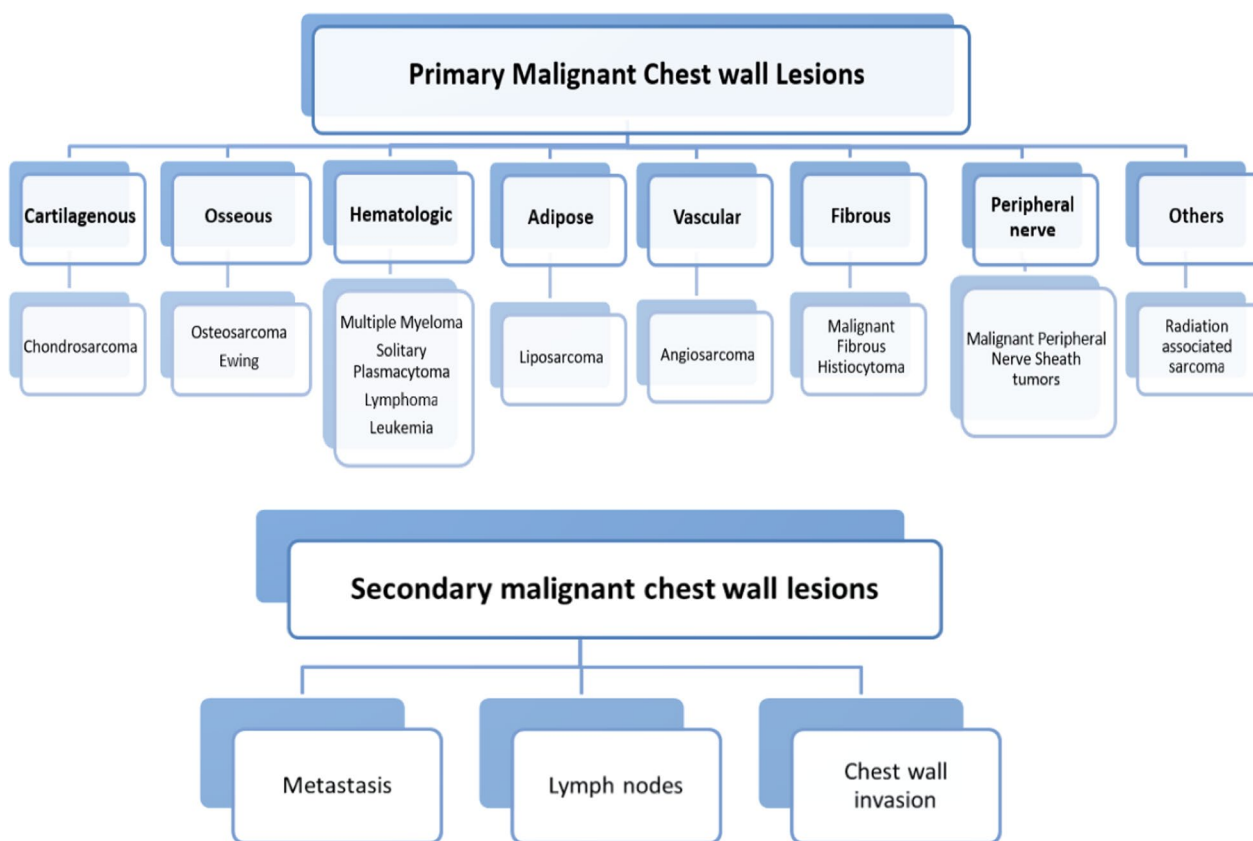 Primary Malignant Chest wall Lesions
Cartilagenous
Osseous
Hematologic
Adipose
Vascular
Fibrous
Peripheral
nerve
Others
Chondrosarcoma
Osteosarcoma
Ewing
Multiple Myeloma
Solitary
Plasmacytoma
Lymphoma
Leukemia
Liposarcoma
Angiosarcoma
Malignant
Fibrous
Histiocytoma
Malignant Peripheral
Nerve Sheath
tumors
Radiation
associated
sarcoma
Secondary malignant chest wall lesions
Metastasis
Lymph nodes
Chest wall
invasion